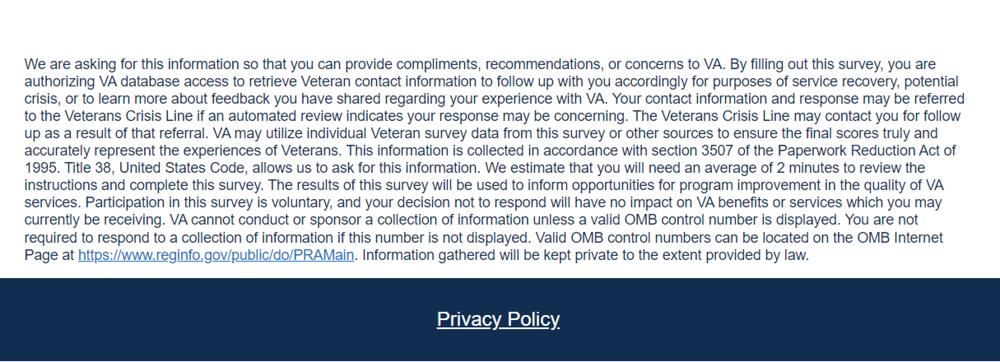 We are asking for this information so that you can provide compliments, recommendations, or concerns to VA. By filling out this survey, you are
authorizing VA database access to retrieve Veteran contact information to follow up with you accordingly for purposes of service recovery, potential
crisis, or to learn more about feedback you have shared regarding your experience with VA. Your contact information and response may be referred
to the Veterans Crisis Line if an automated review indicates your response may be concerning. The Veterans Crisis Line may contact you for follow
up as a result of that referral. VA may utilize individual Veteran survey data from this survey or other sources to ensure the final scores truly and
accurately represent the experiences of Veterans. This information is collected in accordance with section 3507 of the Paperwork Reduction Act of
1995. Title 38, United States Code, allows us to ask for this information. We estimate that you will need an average of 2 minutes to review the
instructions and complete this survey. The results of this survey will be used to inform opportunities for program improvement in the quality of VA
services. Participation in this survey is voluntary, and your decision not to respond will have no impact on VA benefits or services which you may
currently be receiving. VA cannot conduct or sponsor a collection of information unless a valid OMB control number is displayed. You are not
required to respond to a collection of information if this number is not displayed. Valid OMB control numbers can be located on the OMB Internet
Page at https://www.reginfo.gov/public/do/PRAMain. Information gathered will be kept private to the extent provided by law.
Privacy Policy